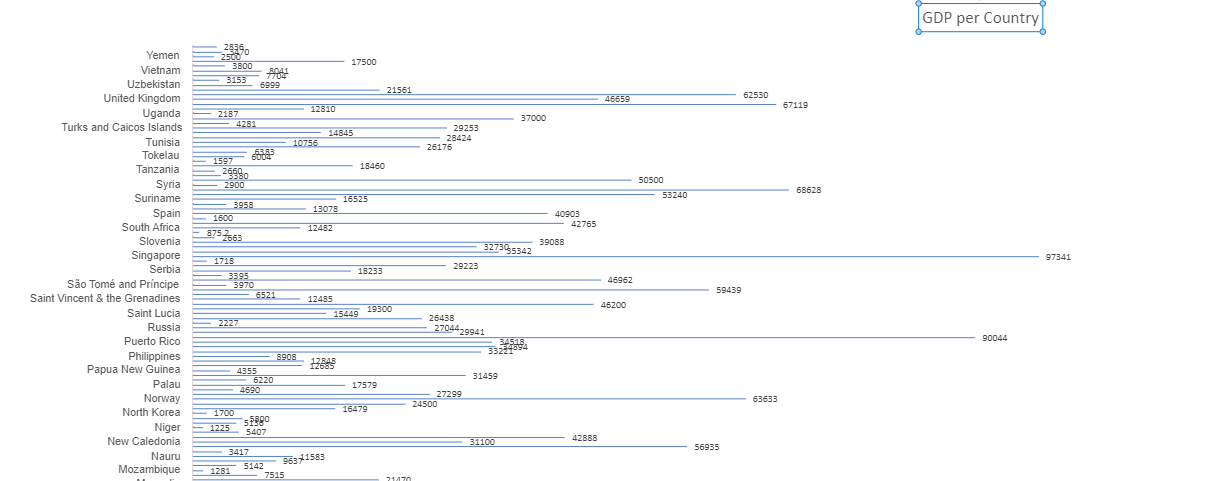 GDP per Country
2836
3470
Yemen
2500
17500
3800
Vietnam 8041
7704
3153
Uzbekistan 6999
21561
62530
United Kingdom 46659
67119
12810
Uganda 2187
37000
4281
Turks and Caicos Islands 29253
14845
28424
Tunisia 10756
26176
6383
Tokelau 6004
1597
18460
Tanzania 2660
3380
50500
Syria 2900
68628
53240
Suriname 16525
3958
13078
Spain 40903
1600
42765
South Africa 12482
875.2
2663
Slovenia 39088
32730
35342
Singapore 97341
1718
29223
Serbia 18233
3395
46962
São Tomé and Príncipe 3970
59439
6521
Saint Vincent & the Grenadines 12485
46200
19300
Saint Lucia 15449
26438
2227
Russia 27044
29941
90044
Puerto Rico 34518
34894
33221
Philippines 8908
12848
12685
Papua New Guinea 4355
31459
6220
Palau 17579
4690
27299
Norway 63633
24500
16479
North Korea 1700
5800
5136
Niger 1225
5407
42888
New Caledonia 31100
56935
3417
Nauru 11583
9637
5142
Mozambique 1281
7515
21470